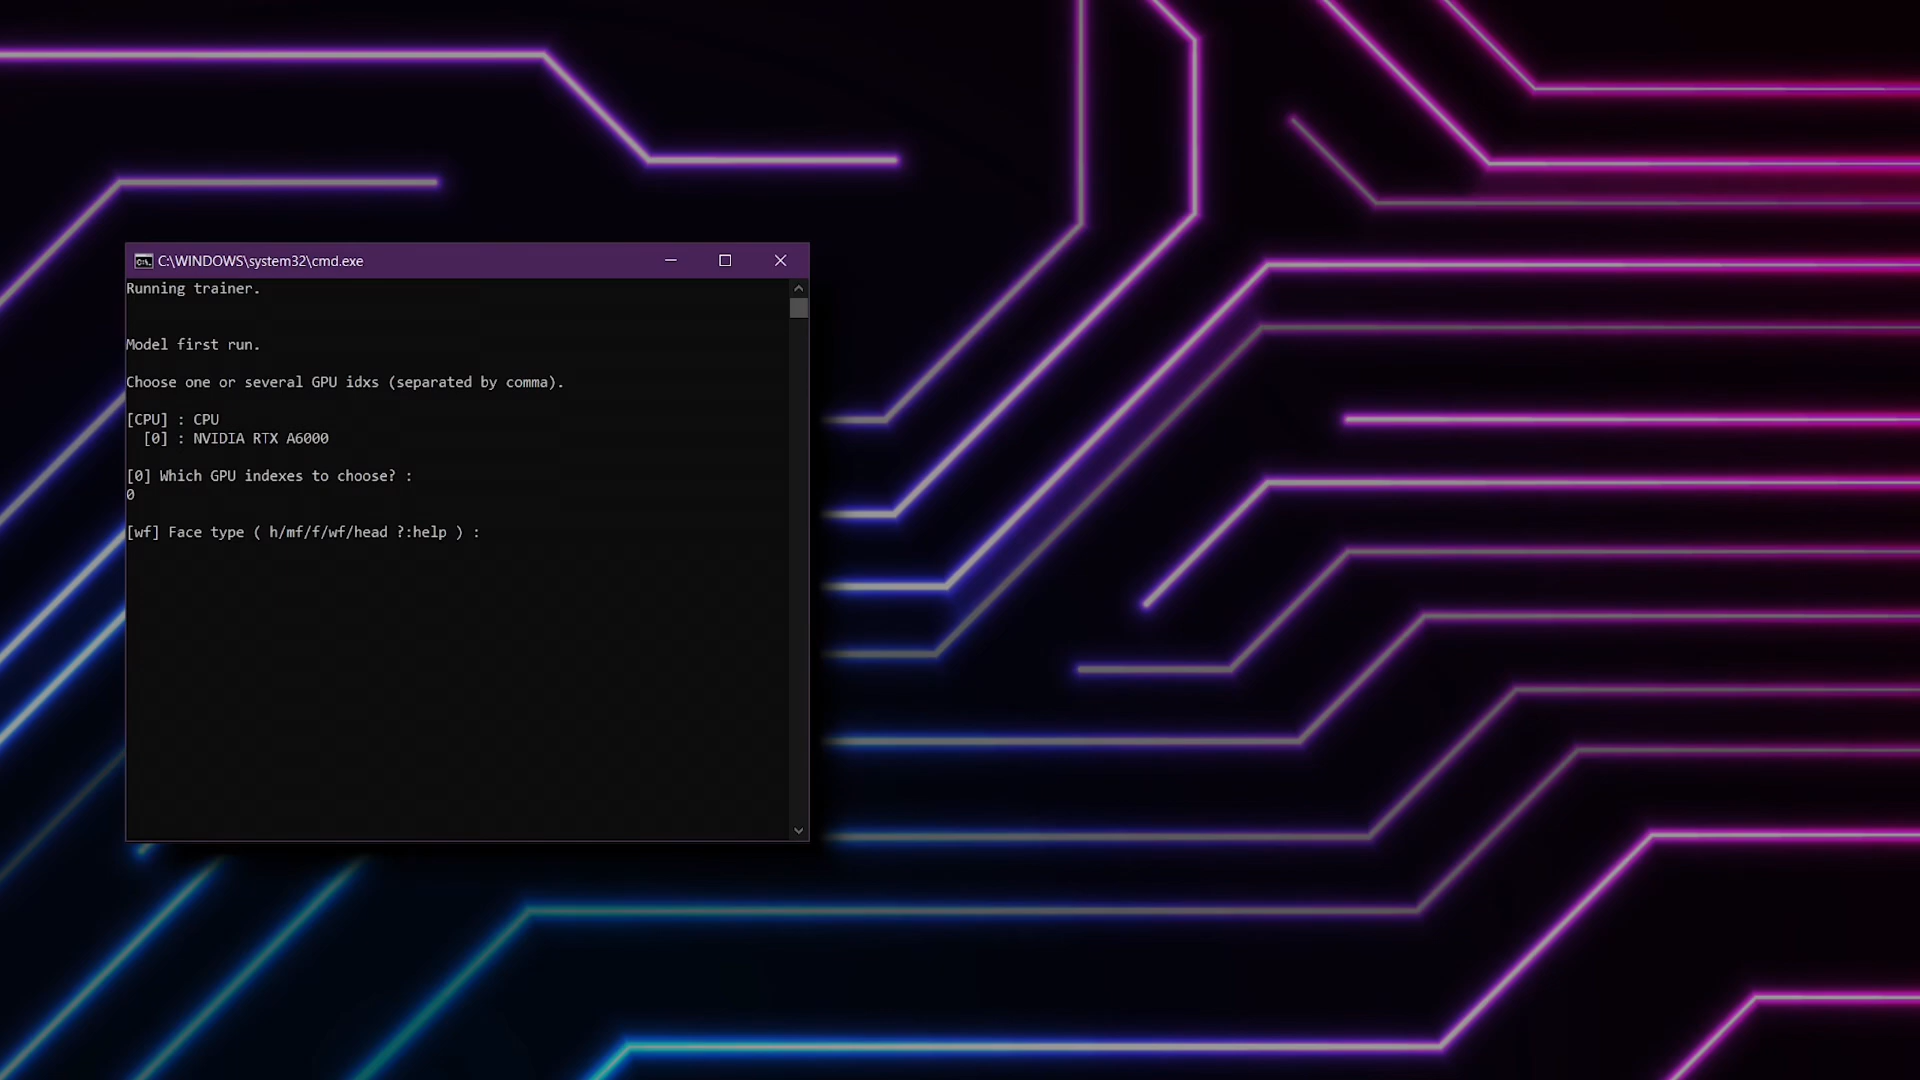 C:\WINDOWS\system32\cmd.exe
Running trainer.
Model first run.
Choose one or several GPU idxs (separated by comma).
[CPU] : CPU
[0] : NVIDIA RTX A6000
[0] Which GPU indexes to choose? :
0
[wf] Face type ( h/mf/f/wf/head ?:help ) :